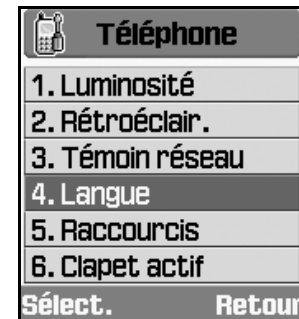 Téléphone
1. Luminosité
2. Rétroéclair.
3. Témoin réseau
4. Langue
5. Raccourcis
6. Clapet actif
Sélect. Retour